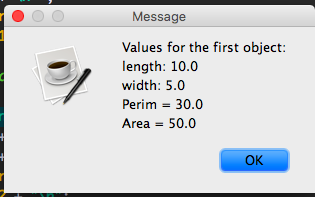 Message
Values for the first object:
length: 10.0
width: 5.0
Perim = 30.0
Area = 50.0
OK